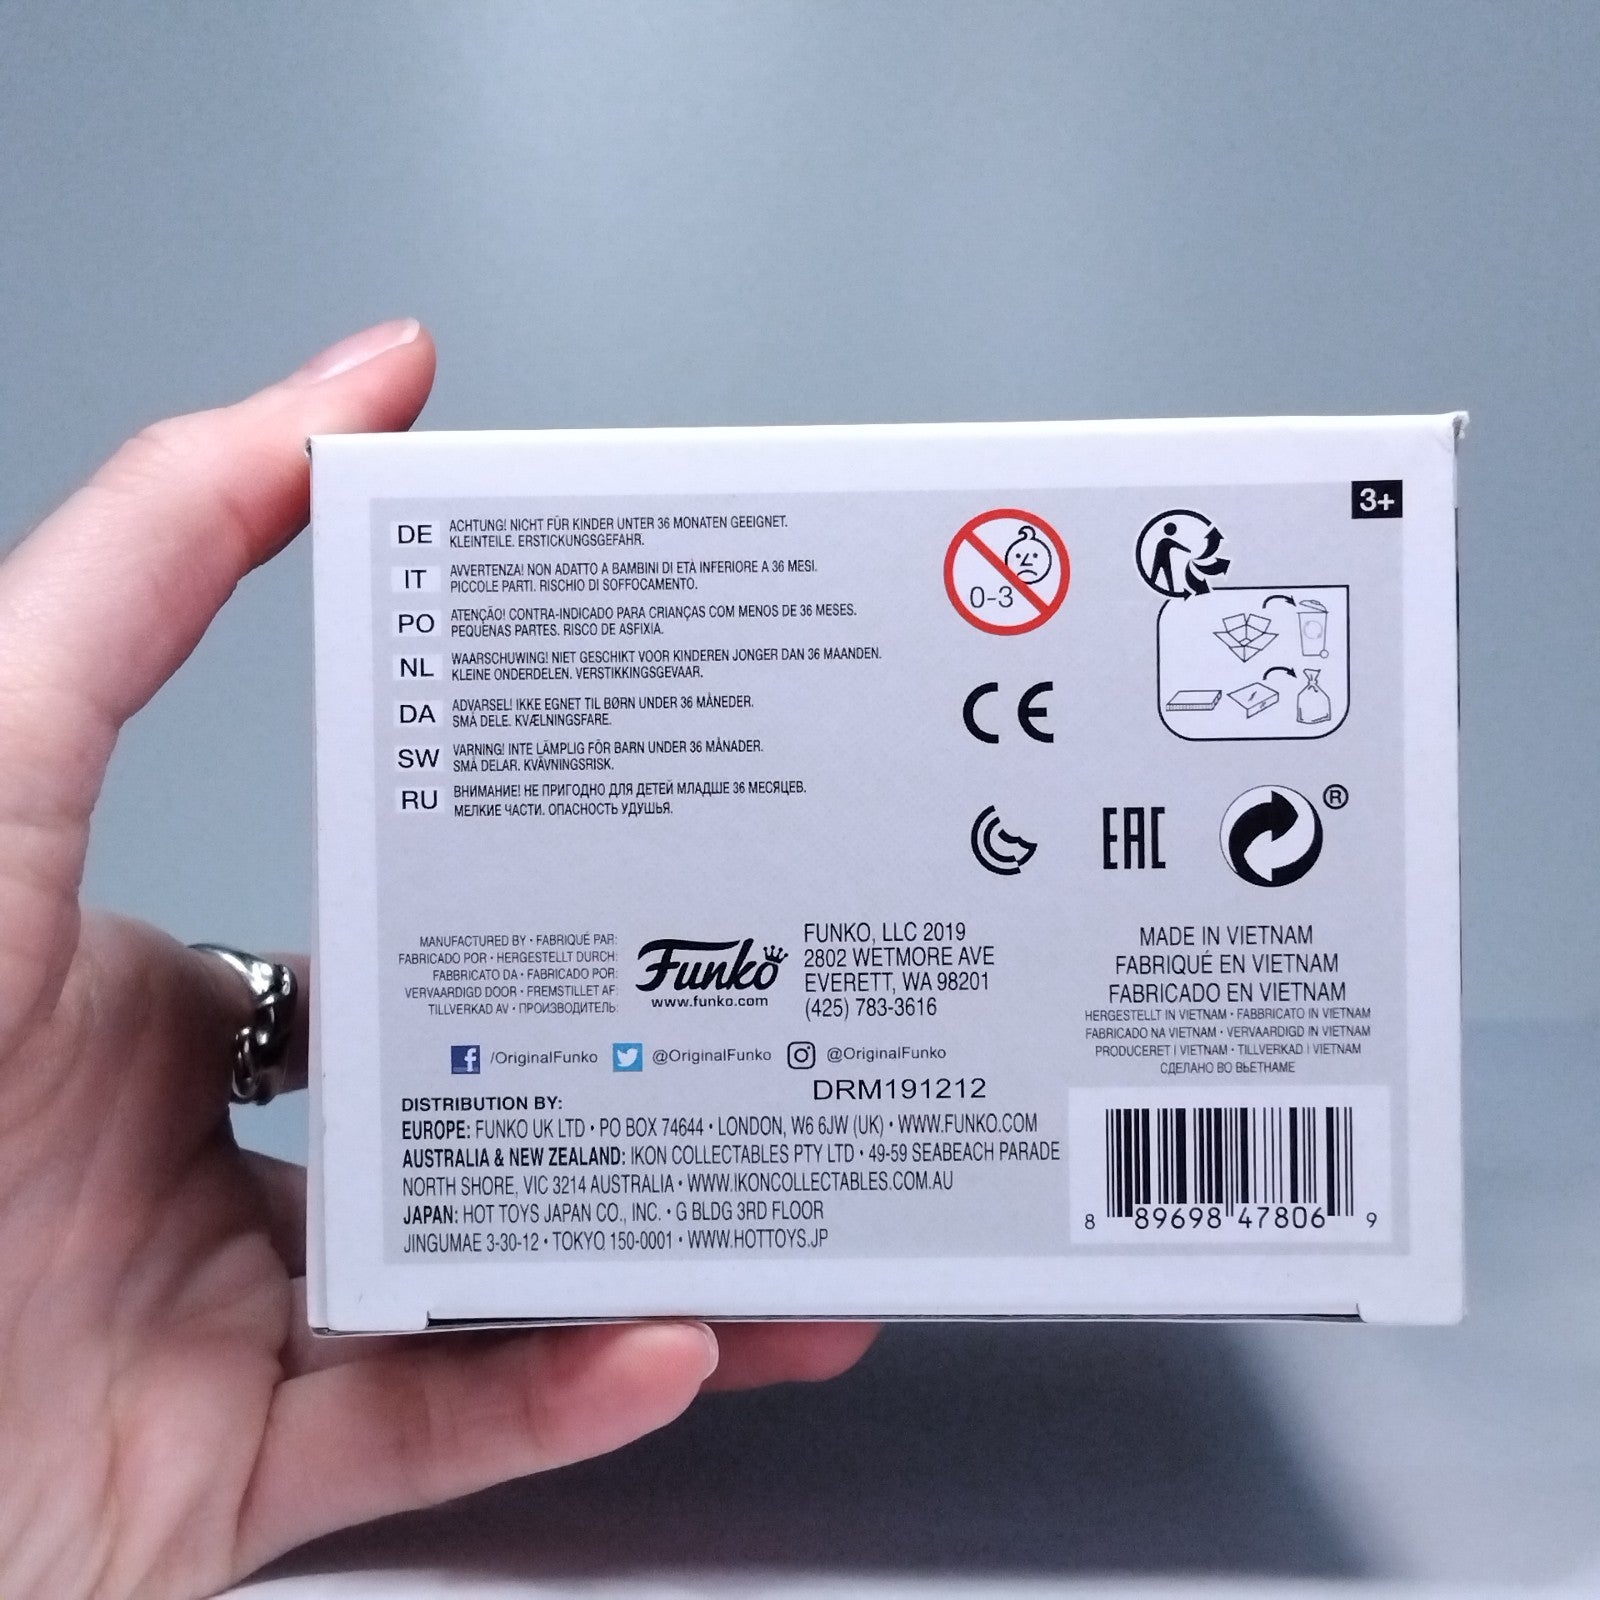 3+
DE ACHTUNG! NICHT FÜR KINDER UNTER 36 MONATEN GEEIGNET.
KLEINTEILE. ERSTICKUNGSGEFAHR.
IT AVVERTENZA! NON ADATTO A BAMBINI DI ETÀ INFERIORE A 36 MESI.
PICCOLE PARTI. RISCHIO DI SOFFOCAMENTO.
PO ATENÇÃO! CONTRA-INDICADO PARA CRIANÇAS COM MENOS DE 36 MESES.
PEQUENAS PARTES. RISCO DE ASFIXIA.
NL WAARSCHUWING! NIET GESCHIKT VOOR KINDEREN JONGER DAN 36 MAANDEN.
KLEINE ONDERDELEN. VERSTIKKINGSGEVAAR.
DA ADVARSEL! IKKE EGNET TIL BØRN UNDER 36 MÅNEDER.
SMÅ DELE. KVÆLNINGSFARE.
SW VARNING! INTE LÄMPLIG FÖR BARN UNDER 36 MÅNADER.
SMÅ DELAR. KVÄVNINGSRISK.
RU ВНИМАНИЕ! НЕ ПРИГОДНО ДЛЯ ДЕТЕЙ МЛАДШЕ 36 МЕСЯЦЕВ.
МЕЛКИЕ ЧАСТИ. ОПАСНОСТЬ УДУШЬЯ.
0-3
CE
EAC
®
MANUFACTURED BY • FABRIQUÉ PAR:
FABRICADO POR • HERGESTELLT DURCH:
FABBRICATO DA • FABRICADO POR:
VERVAARDIGD DOOR • FREMSTILLET AF:
TILLVERKAD AV • ПРОИЗВОДИТЕЛЬ:
Funko
www.funko.com
FUNKO, LLC 2019
2802 WETMORE AVE
EVERETT, WA 98201
(425) 783-3616
MADE IN VIETNAM
FABRIQUÉ EN VIETNAM
FABRICADO EN VIETNAM
HERGESTELLT IN VIETNAM • FABBRICATO IN VIETNAM
FABRICADO NA VIETNAM • VERVAARDIGD IN VIETNAM
PRODUCERET I VIETNAM • TILLVERKAD I VIETNAM
СДЕЛАНО ВО ВЬЕТНАМЕ
/OriginalFunko @OriginalFunko @OriginalFunko
DRM191212
DISTRIBUTION BY:
EUROPE: FUNKO UK LTD • PO BOX 74644 • LONDON, W6 6JW (UK) • WWW.FUNKO.COM
AUSTRALIA & NEW ZEALAND: IKON COLLECTABLES PTY LTD • 49-59 SEABEACH PARADE
NORTH SHORE, VIC 3214 AUSTRALIA • WWW.IKONCOLLECTABLES.COM.AU
JAPAN: HOT TOYS JAPAN CO., INC. • G BLDG 3RD FLOOR
JINGUMAE 3-30-12 • TOKYO 150-0001 • WWW.HOTTOYS.JP
8 89698 47806 9